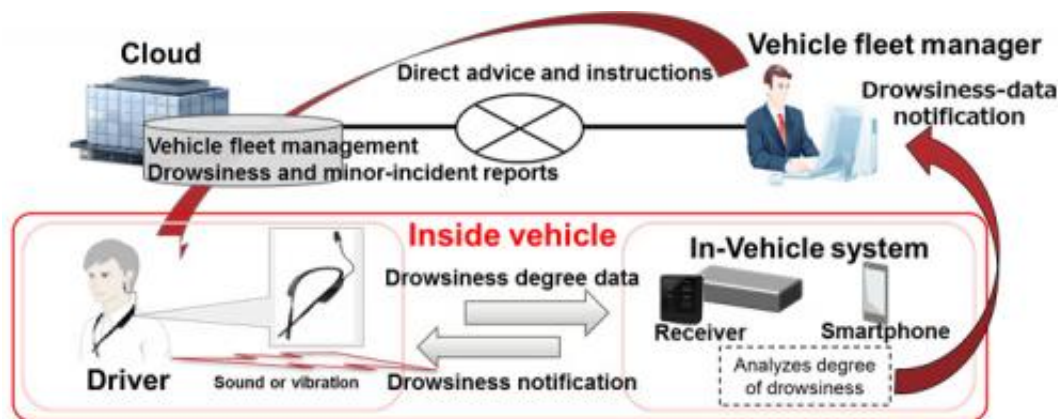 Cloud
Vehicle fleet manager
Direct advice and instructions
Drowsiness-data
notification
Vehicle fleet management
Drowsiness and minor-incident reports
Inside vehicle
In-Vehicle system
Drowsiness degree data
Receiver
Smartphone
Analyzes degree
of drowsiness
Driver
Sound or vibration
Drowsiness notification